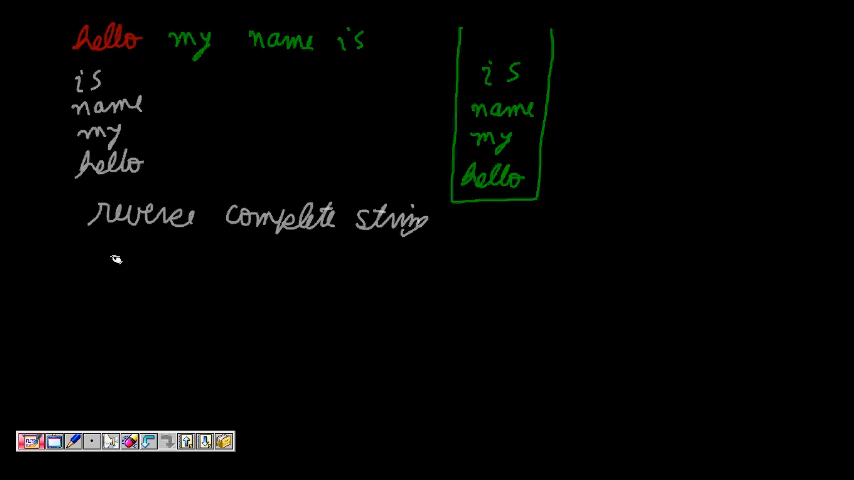 hello my name is
is
name
my
hello
reverse complete string
is
name
my
hello